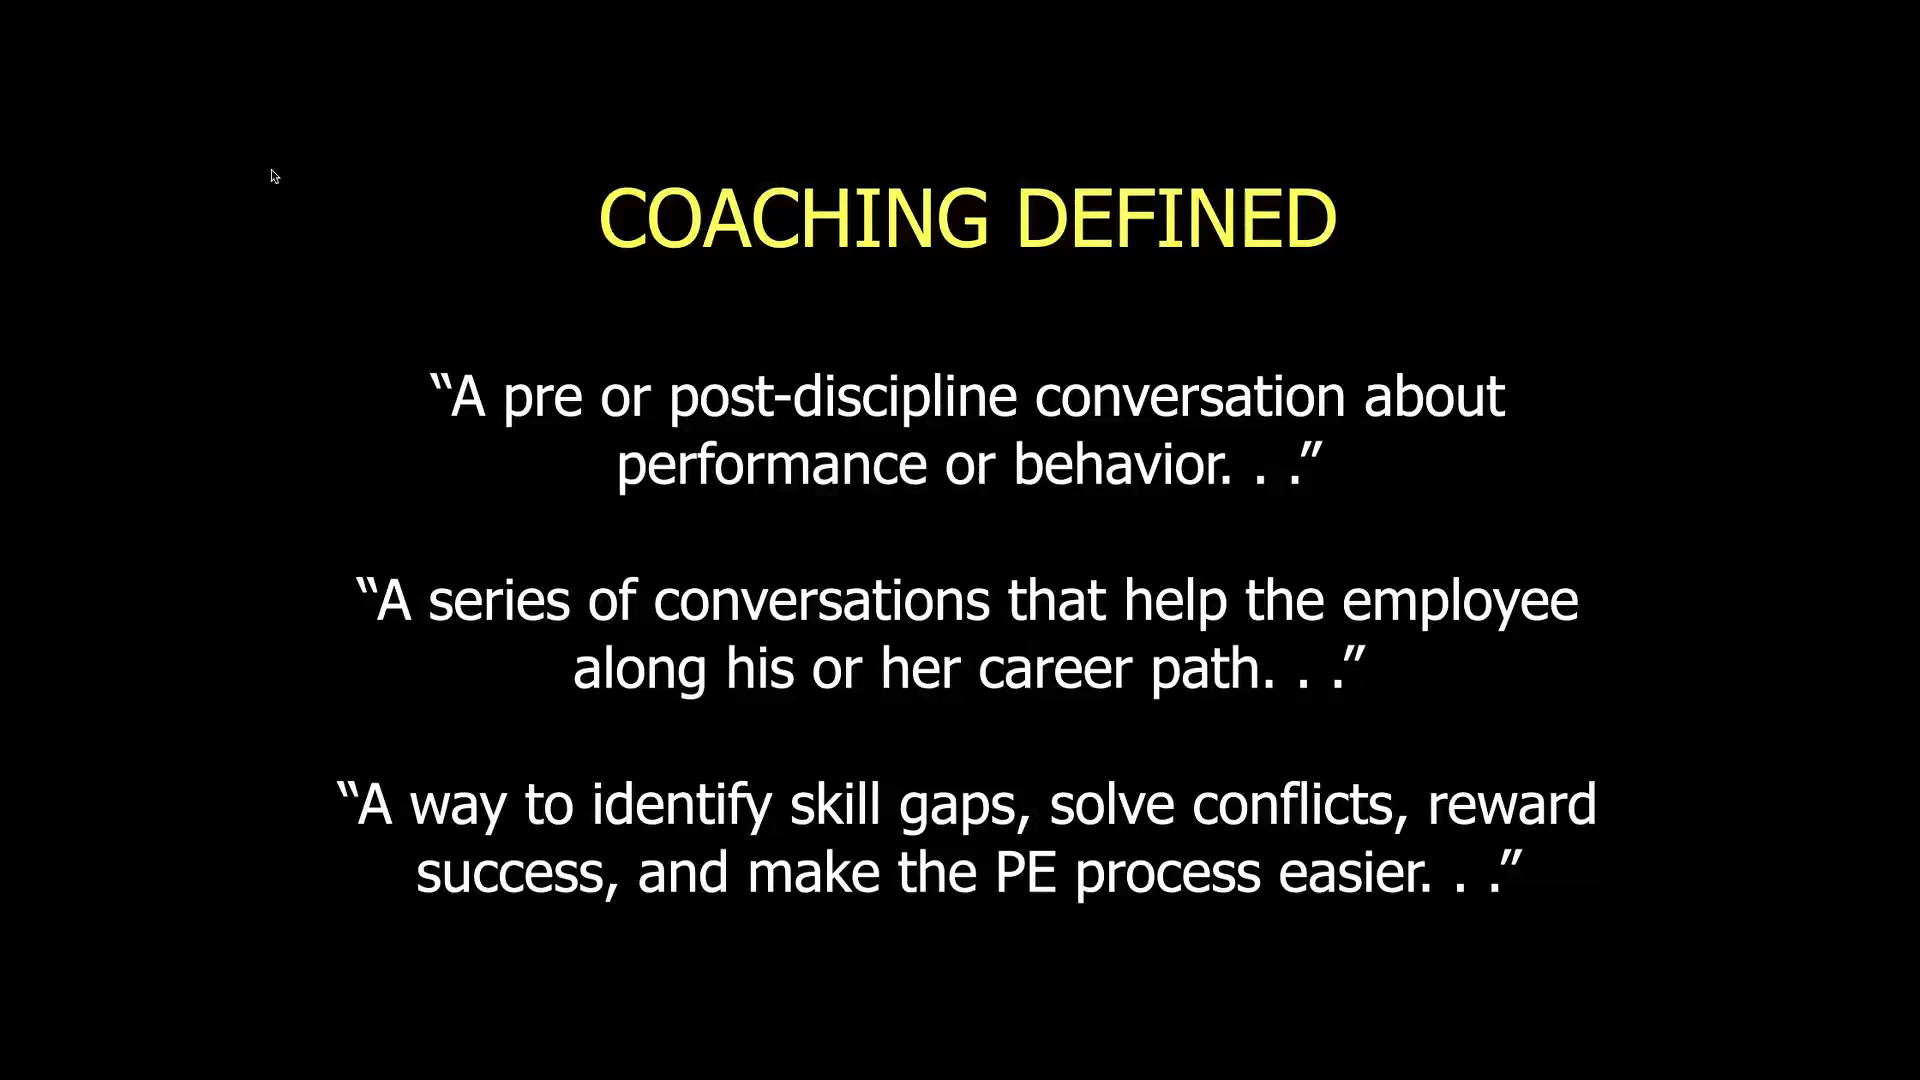 COACHING DEFINED
“A pre or post-discipline conversation about
performance or behavior. . .”
“A series of conversations that help the employee
along his or her career path. . .”
“A way to identify skill gaps, solve conflicts, reward
success, and make the PE process easier. . .”